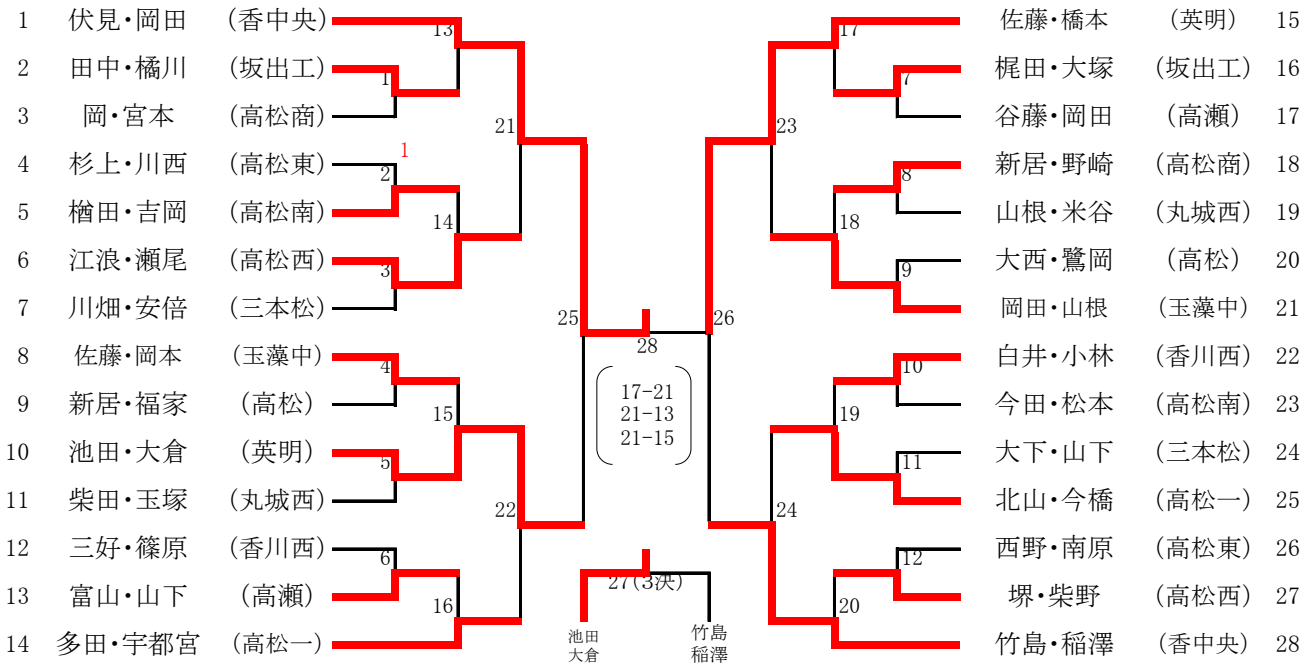 1 伏見・岡田 (香中央)
2 田中・橘川 (坂出工)
3 岡・宮本 (高松商)
4 杉上・川西 (高松東)
5 楢田・吉岡 (高松南)
6 江浪・瀬尾 (高松西)
7 川畑・安倍 (三本松)
8 佐藤・岡本 (玉藻中)
9 新居・福家 (高松)
10 池田・大倉 (英明)
11 柴田・玉塚 (丸城西)
12 三好・篠原 (香川西)
13 富山・山下 (高瀬)
14 多田・宇都宮 (高松一)
13
1
1
2
3
14
21
4
5
15
6
16
22
25
28
17-21
21-13
21-15
27(3決)
池田
大倉
竹島
稲澤
26
23
17
7
8
18
9
10
19
11
24
12
20
佐藤・橋本 (英明) 15
梶田・大塚 (坂出工) 16
谷藤・岡田 (高瀬) 17
新居・野崎 (高松商) 18
山根・米谷 (丸城西) 19
大西・鷺岡 (高松) 20
岡田・山根 (玉藻中) 21
白井・小林 (香川西) 22
今田・松本 (高松南) 23
大下・山下 (三本松) 24
北山・今橋 (高松一) 25
西野・南原 (高松東) 26
堺・柴野 (高松西) 27
竹島・稲澤 (香中央) 28